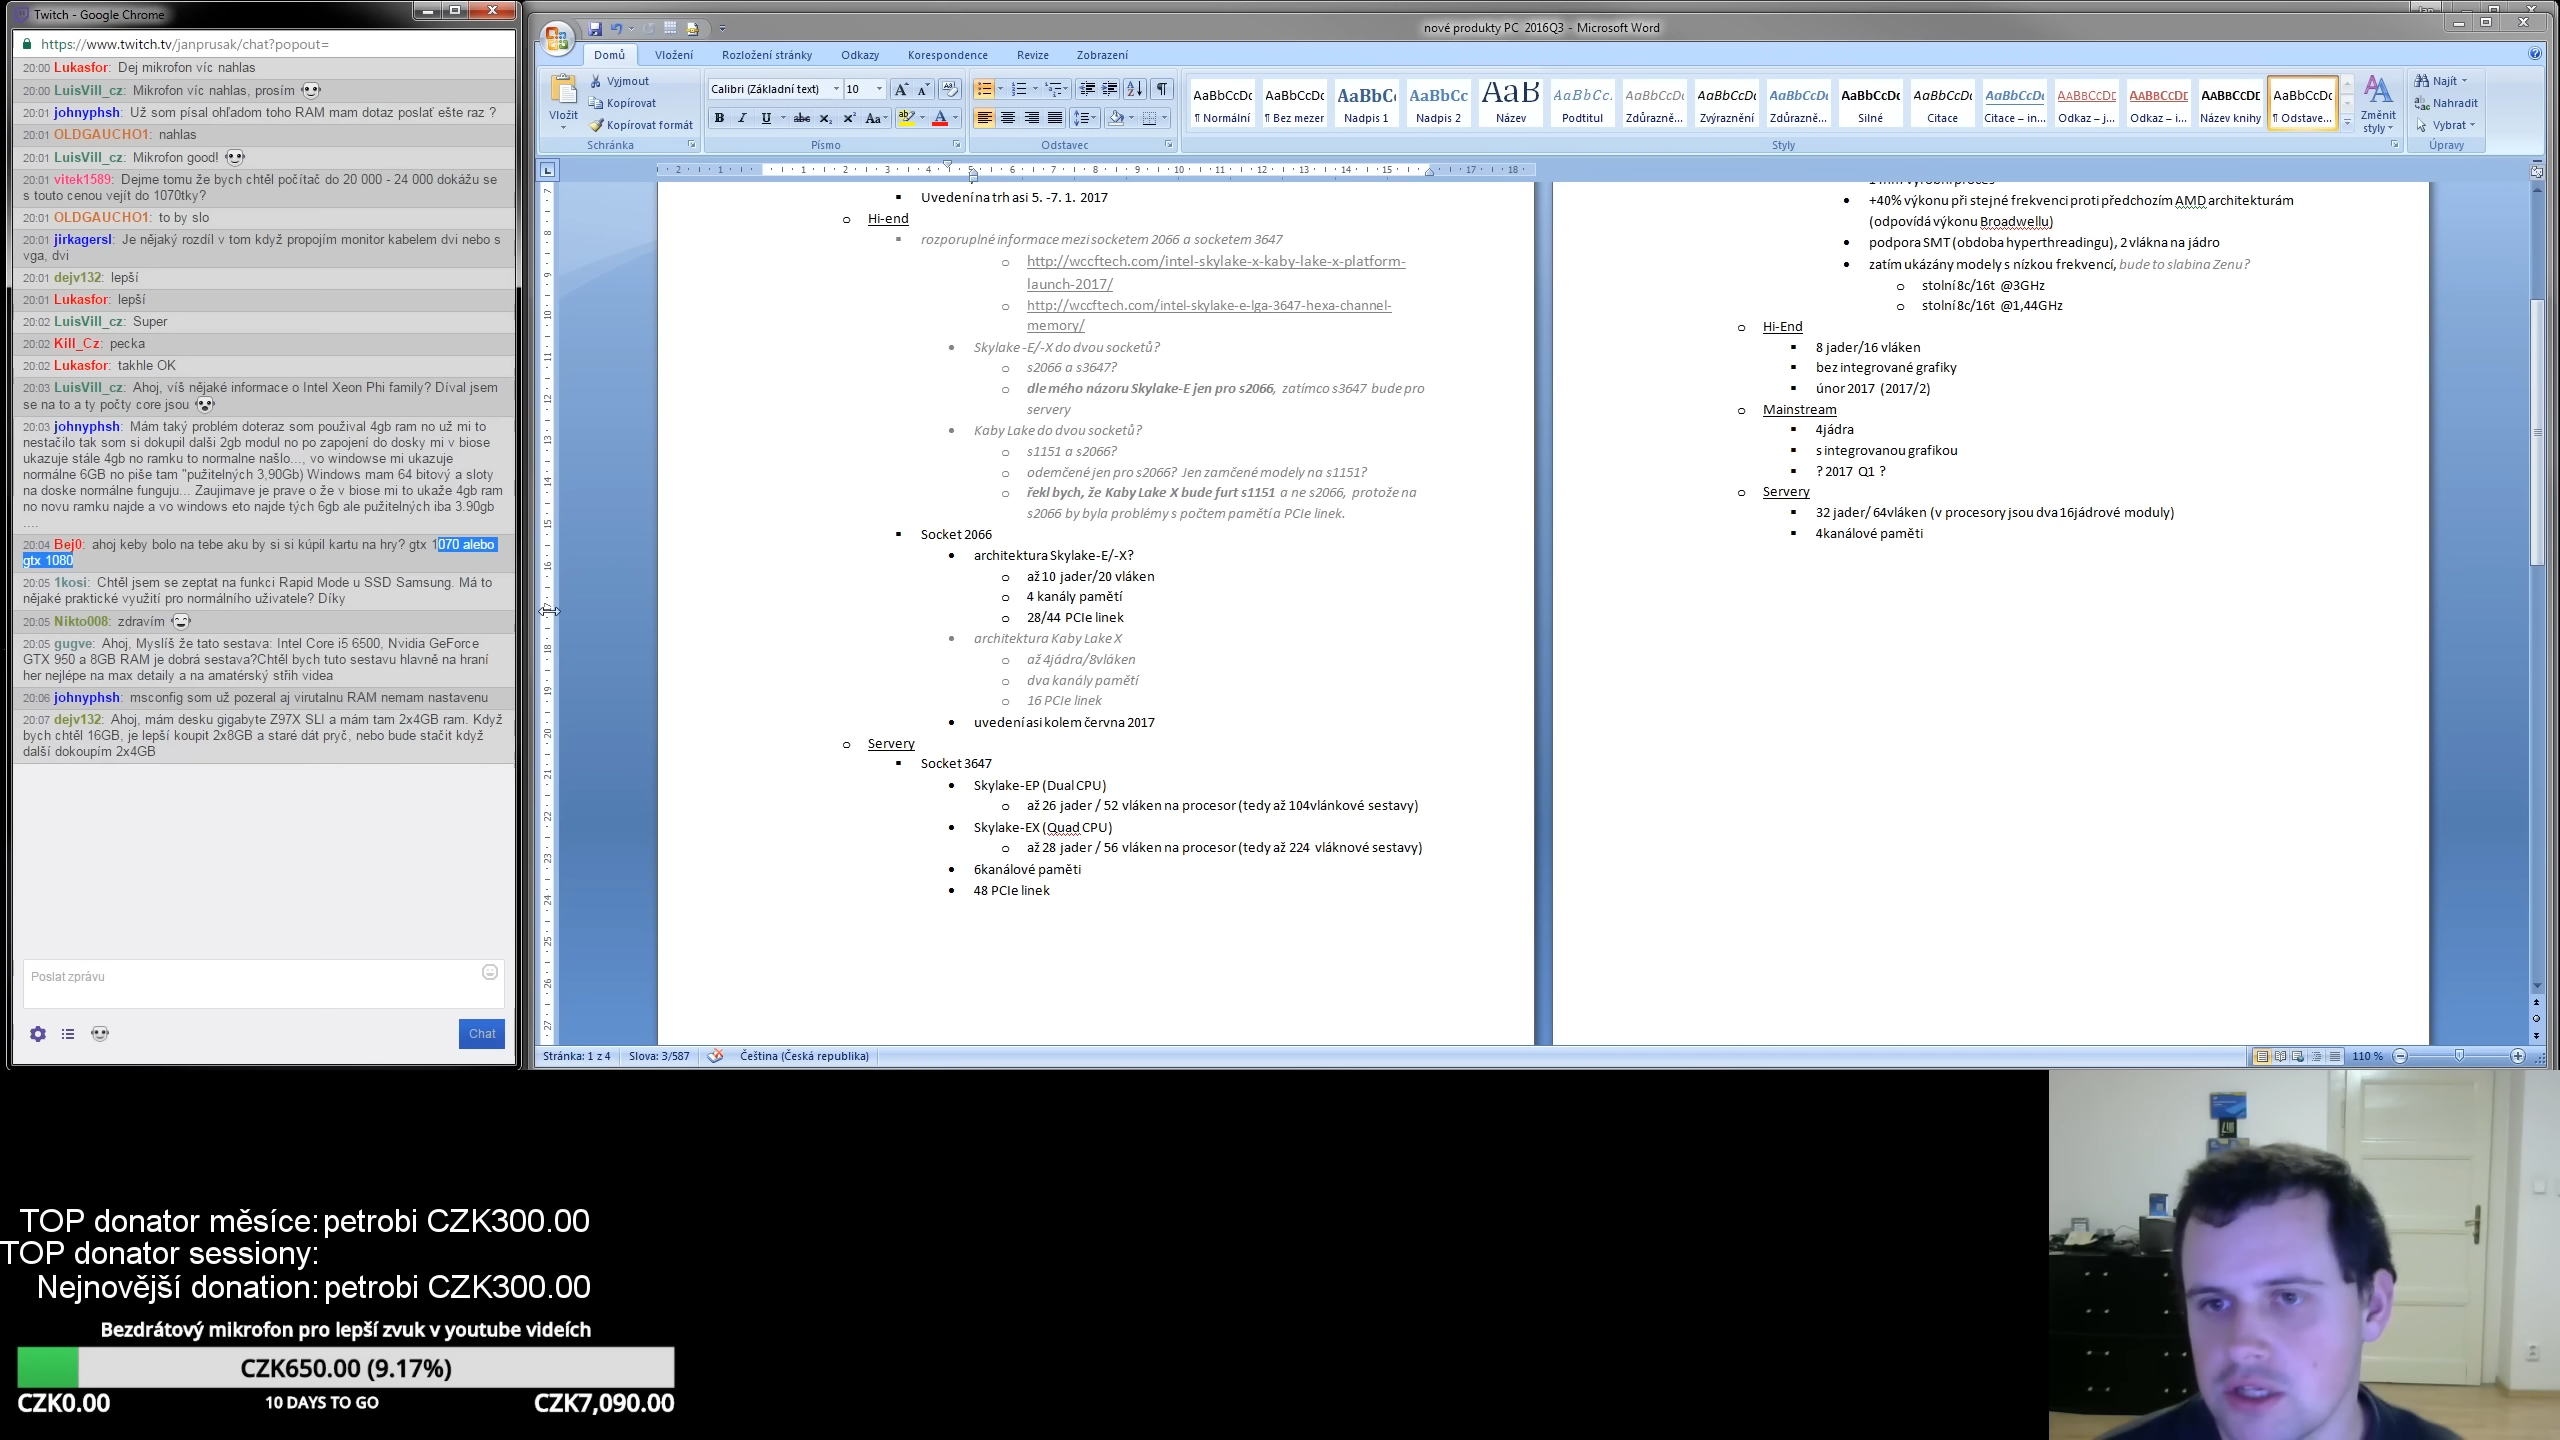 Twitch - Google Chrome
https://www.twitch.tv/janprusak/chat?popout=
20:00 Lukasfor: Dej mikrofon víc nahlas
20:00 LuisVill_cz: Mikrofon víc nahlas, prosím
20:01 johnyphsh: Už som písal ohľadom toho RAM mam dotaz poslať ešte raz ?
20:01 OLDGAUCHO1: nahlas
20:01 LuisVill_cz: Mikrofon good!
20:01 vitek1589: Dejme tomu že bych chtěl počítač do 20 000 - 24 000 dokážu se
s touto cenou vejít do 1070tky?
20:01 OLDGAUCHO1: to by slo
20:01 jirkagersl: Je nějaký rozdíl v tom když propojím monitor kabelem dvi nebo s
vga, dvi
20:01 dejv132: lepší
20:01 Lukasfor: lepší
20:02 LuisVill_cz: Super
20:02 Kill_Cz: pecka
20:02 Lukasfor: takhle OK
20:03 LuisVill_cz: Ahoj, víš nějaké informace o Intel Xeon Phi family? Díval jsem
se na to a ty počty core jsou
20:03 johnyphsh: Mám taký problém doteraz som použival 4gb ram no už mi to
nestačilo tak som si dokupil dalši 2gb modul no po zapojení do dosky mi v biose
ukazuje stále 4gb no ramku to normalne našlo..., vo windowse mi ukazuje
normálne 6GB no piše tam "pužitelných 3,90Gb) Windows mam 64 bitový a sloty
na doske normálne funguju... Zaujimave je prave o že v biose mi to ukaže 4gb ram
no novu ramku najde a vo windows eto najde tých 6gb ale pužitelných iba 3.90gb
....
20:04 Bej0: ahoj keby bolo na tebe aku by si si kúpil kartu na hry? gtx 1070 alebo
gtx 1080
20:05 1kosi: Chtěl jsem se zeptat na funkci Rapid Mode u SSD Samsung. Má to
nějaké praktické využití pro normálního uživatele? Díky
20:05 Nikto008: zdravím
20:05 gugve: Ahoj, Myslíš že tato sestava: Intel Core i5 6500, Nvidia GeForce
GTX 950 a 8GB RAM je dobrá sestava?Chtěl bych tuto sestavu hlavně na hraní
her nejlépe na max detaily a na amatérský střih videa
20:06 johnyphsh: msconfig som už pozeral aj virutalnu RAM nemam nastavenu
20:07 dejv132: Ahoj, mám desku gigabyte Z97X SLI a mám tam 2x4GB ram. Když
bych chtěl 16GB, je lepší koupit 2x8GB a staré dát pryč, nebo bude stačit když
další dokoupím 2x4GB
Poslat zprávu
Chat
nové produkty PC 2016Q3 - Microsoft Word
Domů Vložení Rozložení stránky Odkazy Korespondence Revize Zobrazení
Vložit
Vyjmout
Kopírovat
Kopírovat formát
Schránka
Calibri (Základní text) 10
Písmo
Odstavec
¶ Normální ¶ Bez mezer Nadpis 1 Nadpis 2 Název Podtitul Zdůrazně... Zvýraznění Zdůrazně... Silné Citace Citace – in... Odkaz – j... Odkaz – i... Název knihy ¶ Odstave...
Styly
Změnit styly
Najít
Nahradit
Vybrat
Úpravy
Uvedení na trh asi 5. -7. 1. 2017
Hi-end
rozporuplné informace mezi socketem 2066 a socketem 3647
http://wccftech.com/intel-skylake-x-kaby-lake-x-platform-
launch-2017/
http://wccftech.com/intel-skylake-e-lga-3647-hexa-channel-
memory/
Skylake -E/-X do dvou socketů?
s2066 a s3647?
dle mého názoru Skylake-E jen pro s2066, zatímco s3647 bude pro
servery
Kaby Lake do dvou socketů?
s1151 a s2066?
odemčené jen pro s2066? Jen zamčené modely na s1151?
řekl bych, že Kaby Lake X bude furt s1151 a ne s2066, protože na
s2066 by byla problémy s počtem pamětí a PCIe linek.
Socket 2066
architektura Skylake-E/-X?
až 10 jader/20 vláken
4 kanály pamětí
28/44 PCIe linek
architektura Kaby Lake X
až 4jádra/8vláken
dva kanály pamětí
16 PCIe linek
uvedení asi kolem června 2017
Servery
Socket 3647
Skylake-EP (Dual CPU)
až 26 jader / 52 vláken na procesor (tedy až 104vlánkové sestavy)
Skylake-EX (Quad CPU)
až 28 jader / 56 vláken na procesor (tedy až 224 vláknové sestavy)
6kanálové paměti
48 PCIe linek
+40% výkonu při stejné frekvenci proti předchozím AMD architekturám
(odpovídá výkonu Broadwellu)
podpora SMT (obdoba hyperthreadingu), 2 vlákna na jádro
zatím ukázány modely s nízkou frekvencí, bude to slabina Zenu?
stolní 8c/16t @3GHz
stolní 8c/16t @1,44GHz
Hi-End
8 jader/16 vláken
bez integrované grafiky
únor 2017 (2017/2)
Mainstream
4jádra
s integrovanou grafikou
? 2017 Q1 ?
Servery
32 jader/ 64vláken (v procesory jsou dva 16jádrové moduly)
4kanálové paměti
Stránka: 1 z 4 Slova: 3/587 Čeština (Česká republika) 110 %
TOP donator měsíce: petrobi CZK300.00
TOP donator sessiony:
Nejnovější donation: petrobi CZK300.00
Bezdrátový mikrofon pro lepší zvuk v youtube videích
CZK650.00 (9.17%)
CZK0.00 10 DAYS TO GO CZK7,090.00